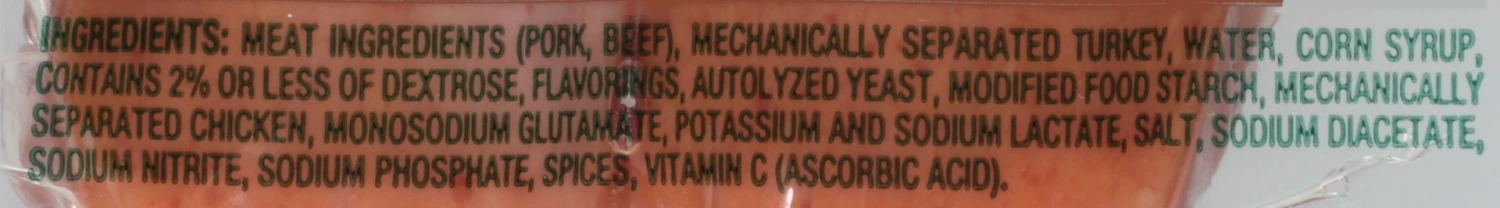 INGREDIENTS: MEAT INGREDIENTS (PORK, BEEF), MECHANICALLY SEPARATED TURKEY, WATER, CORN SYRUP,
CONTAINS 2% OR LESS OF DEXTROSE, FLAVORINGS, AUTOLYZED YEAST, MODIFIED FOOD STARCH, MECHANICALLY
SEPARATED CHICKEN, MONOSODIUM GLUTAMATE, POTASSIUM AND SODIUM LACTATE, SALT, SODIUM DIACETATE,
SODIUM NITRITE, SODIUM PHOSPHATE, SPICES, VITAMIN C (ASCORBIC ACID).